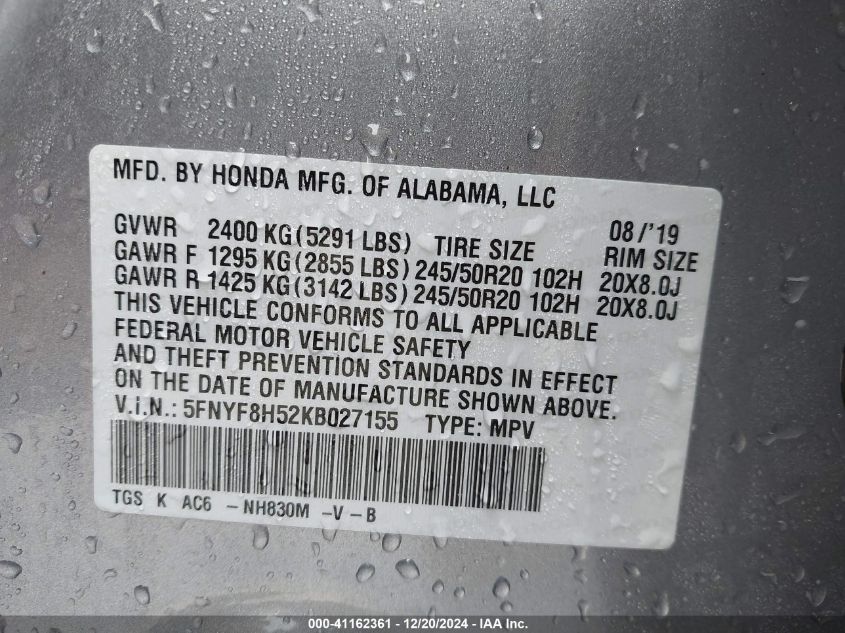 MFD. BY HONDA MFG. OF ALABAMA, LLC
GVWR 2400 KG (5291 LBS) TIRE SIZE 08/'19 RIM SIZE
GAWR F 1295 KG (2855 LBS) 245/50R20 102H 20X8.0J
GAWR R 1425 KG (3142 LBS) 245/50R20 102H 20X8.0J
THIS VEHICLE CONFORMS TO ALL APPLICABLE
FEDERAL MOTOR VEHICLE SAFETY
AND THEFT PREVENTION STANDARDS IN EFFECT
ON THE DATE OF MANUFACTURE SHOWN ABOVE.
V.I.N.: 5FNYF8H52KB027155 TYPE: MPV
TGS K AC6 - NH830M - V - B
000-41162361 - 12/20/2024 - IAA Inc.